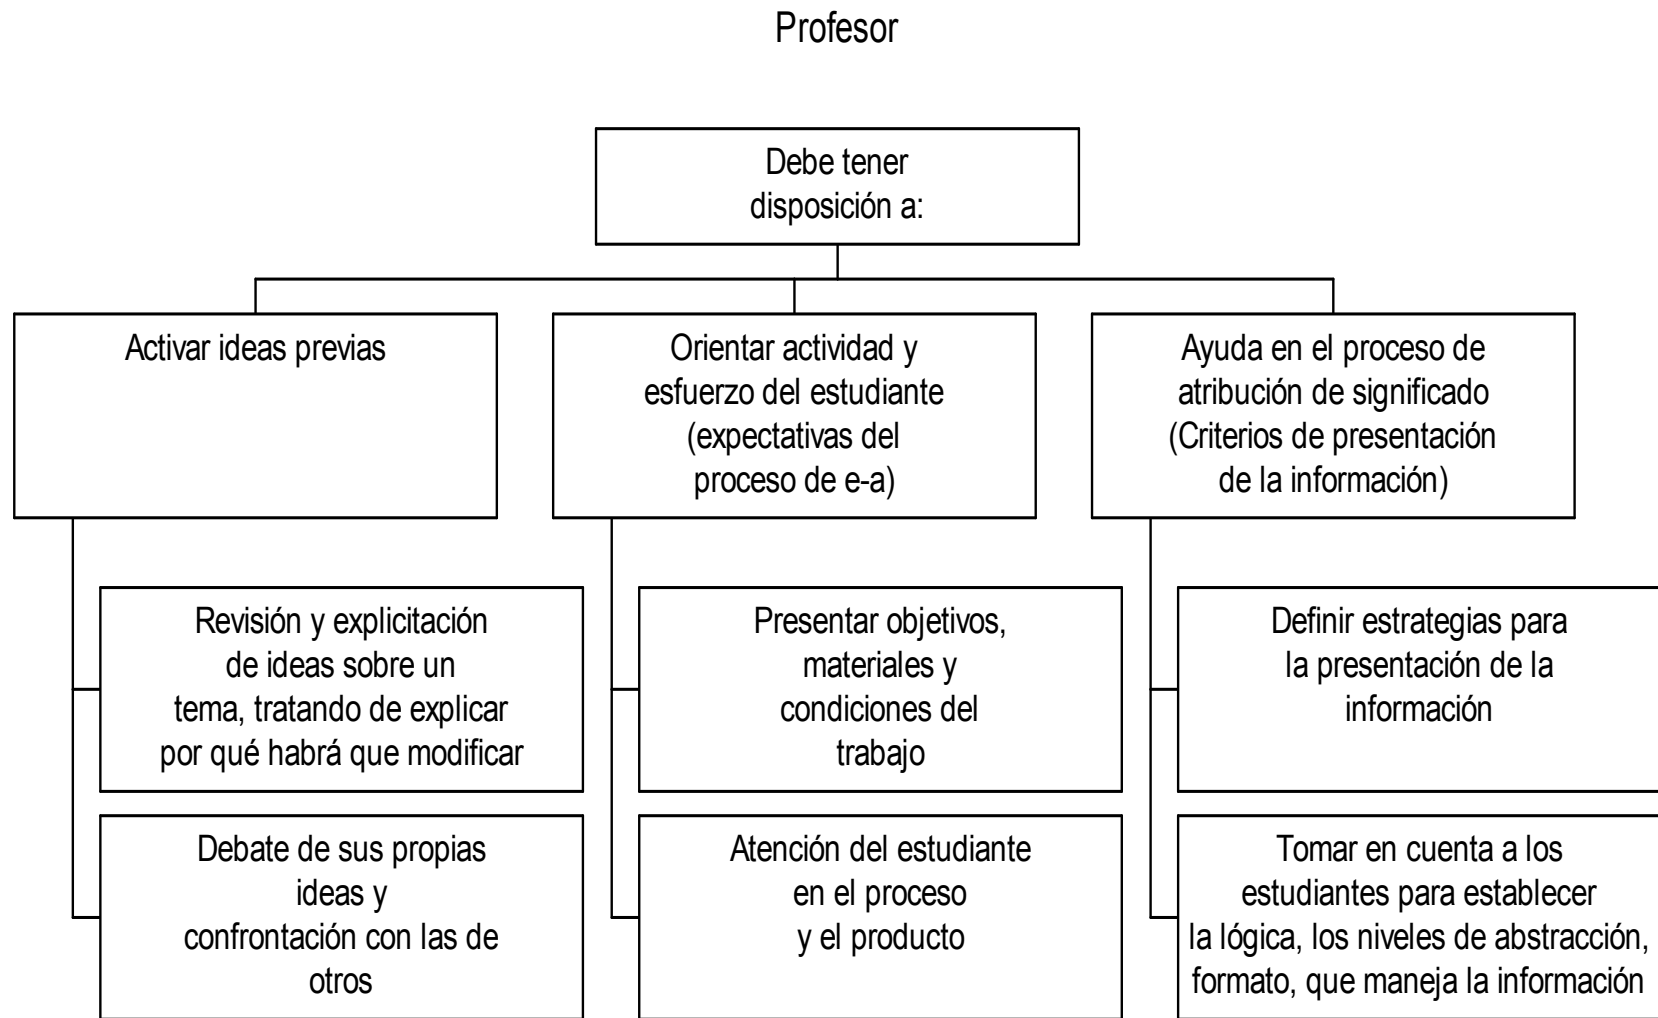 Profesor
Debe tener
disposición a:
Activar ideas previas
Orientar actividad y
esfuerzo del estudiante
(expectativas del
proceso de e-a)
Ayuda en el proceso de
atribución de significado
(Criterios de presentación
de la información)
Revisión y explicitación
de ideas sobre un
tema, tratando de explicar
por qué habrá que modificar
Presentar objetivos,
materiales y
condiciones del
trabajo
Definir estrategias para
la presentación de la
información
Debate de sus propias
ideas y
confrontación con las de
otros
Atención del estudiante
en el proceso
y el producto
Tomar en cuenta a los
estudiantes para establecer
la lógica, los niveles de abstracción,
formato, que maneja la información